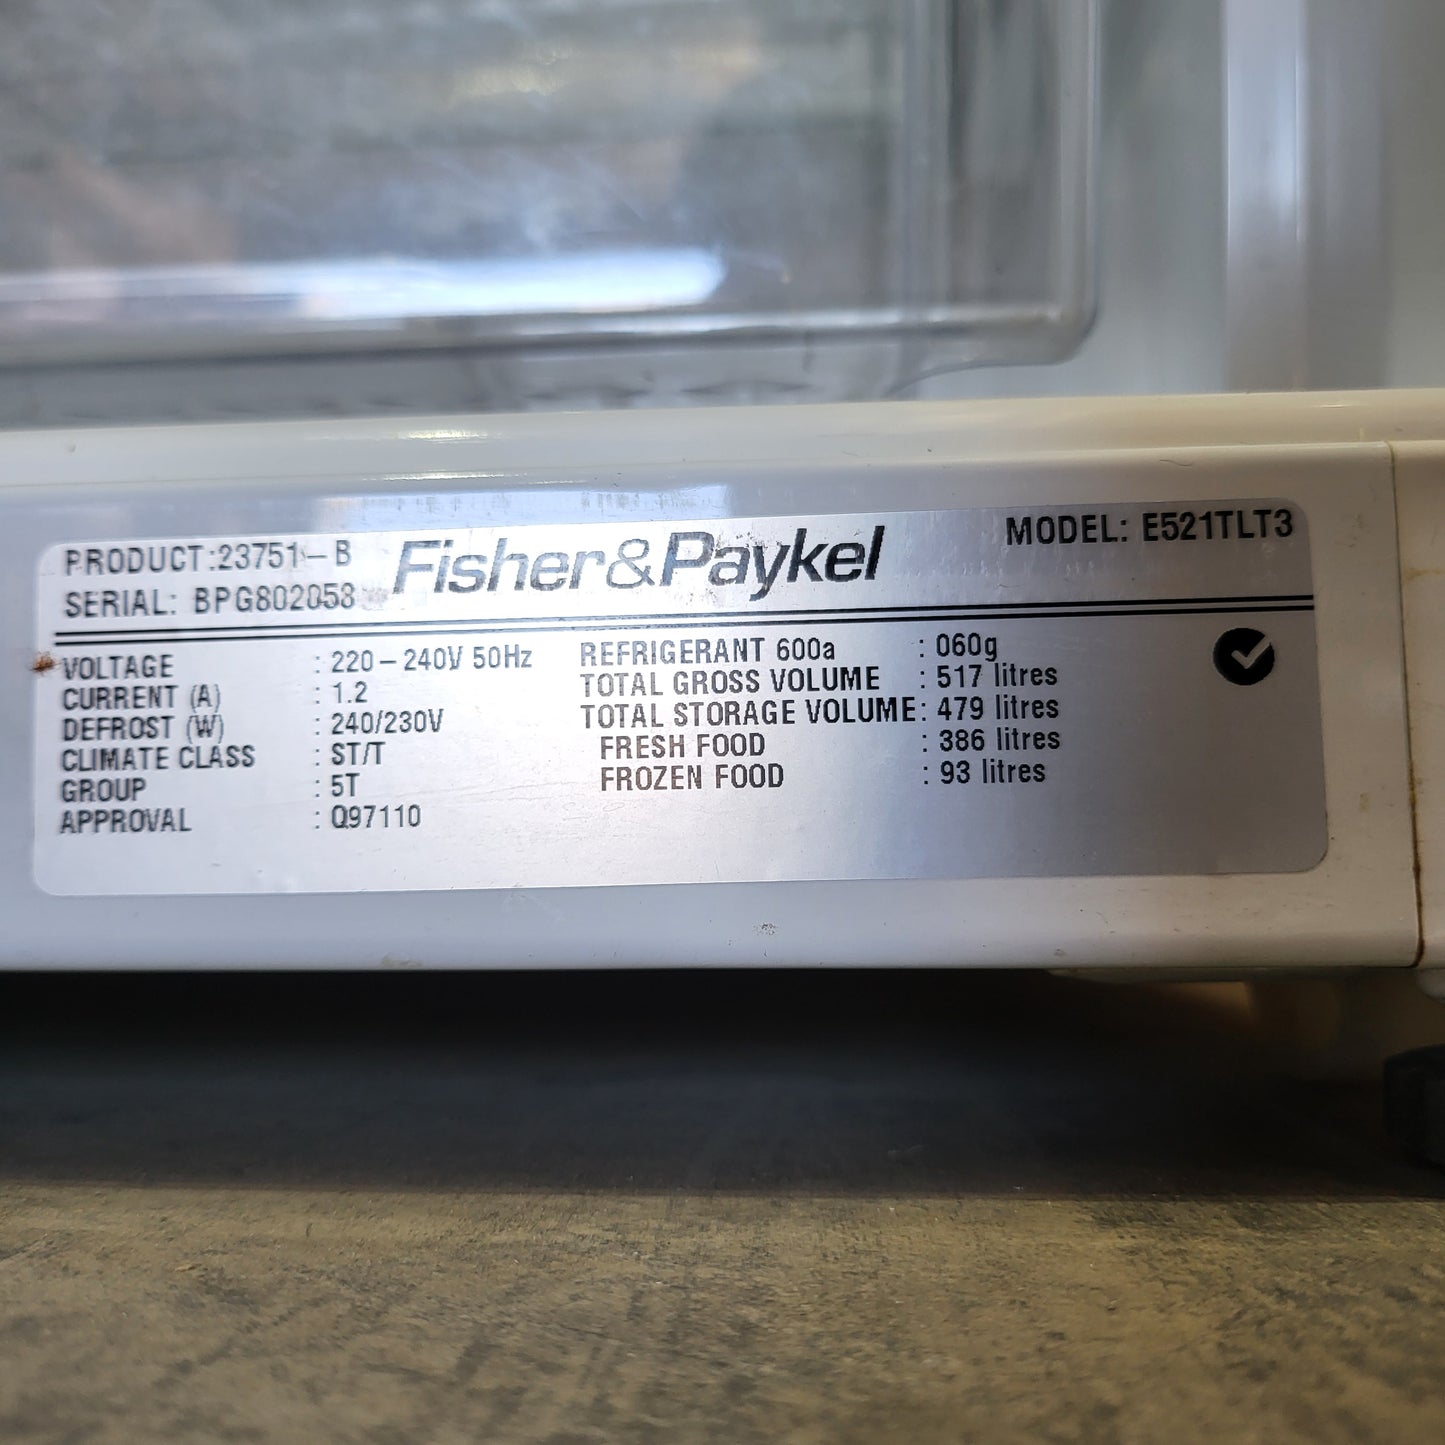 PRODUCT:23751-B
SERIAL: BPG802058
Fisher&Paykel
MODEL: E521TLT3
VOLTAGE : 220-240V 50Hz
CURRENT (A) : 1.2
DEFROST (W) : 240/230V
CLIMATE CLASS : ST/T
GROUP : 5T
APPROVAL : Q97110
REFRIGERANT 600a : 060g
TOTAL GROSS VOLUME : 517 litres
TOTAL STORAGE VOLUME: 479 litres
FRESH FOOD : 386 litres
FROZEN FOOD : 93 litres